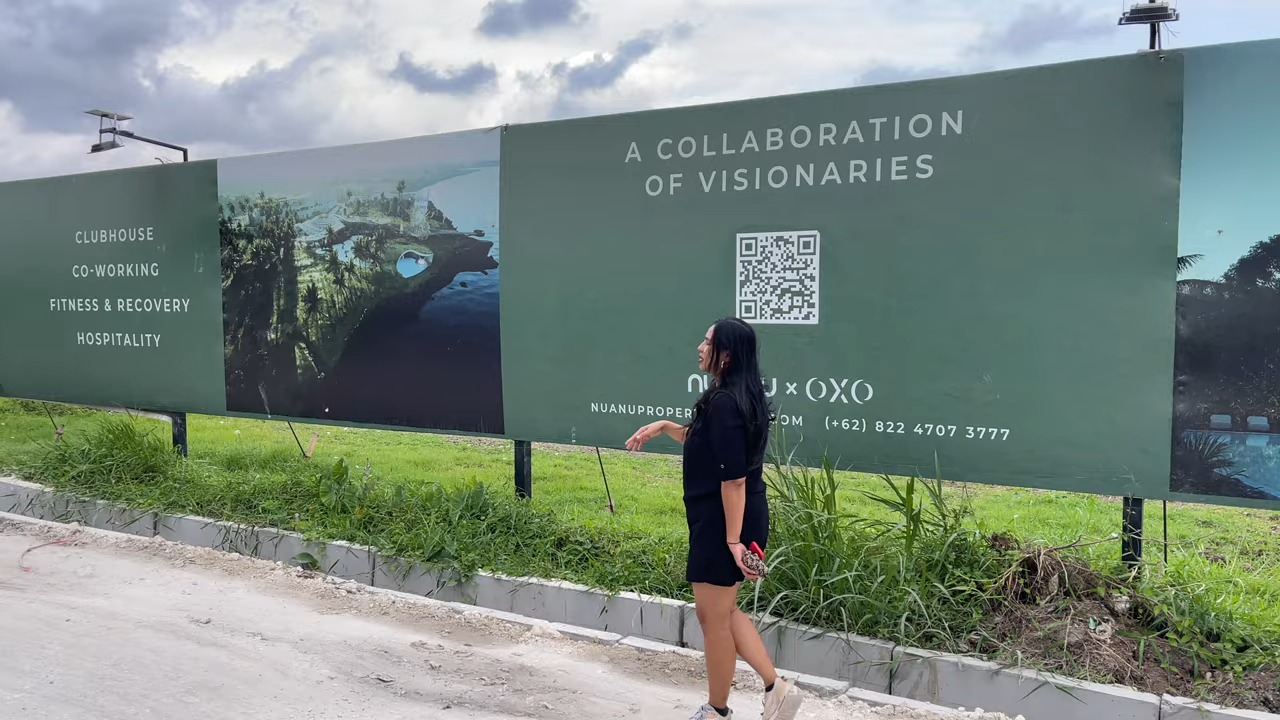 CLUBHOUSE
CO-WORKING
FITNESS & RECOVERY
HOSPITALITY
A COLLABORATION
OF VISIONARIES
x OXO
(+62) 822 4707 3777